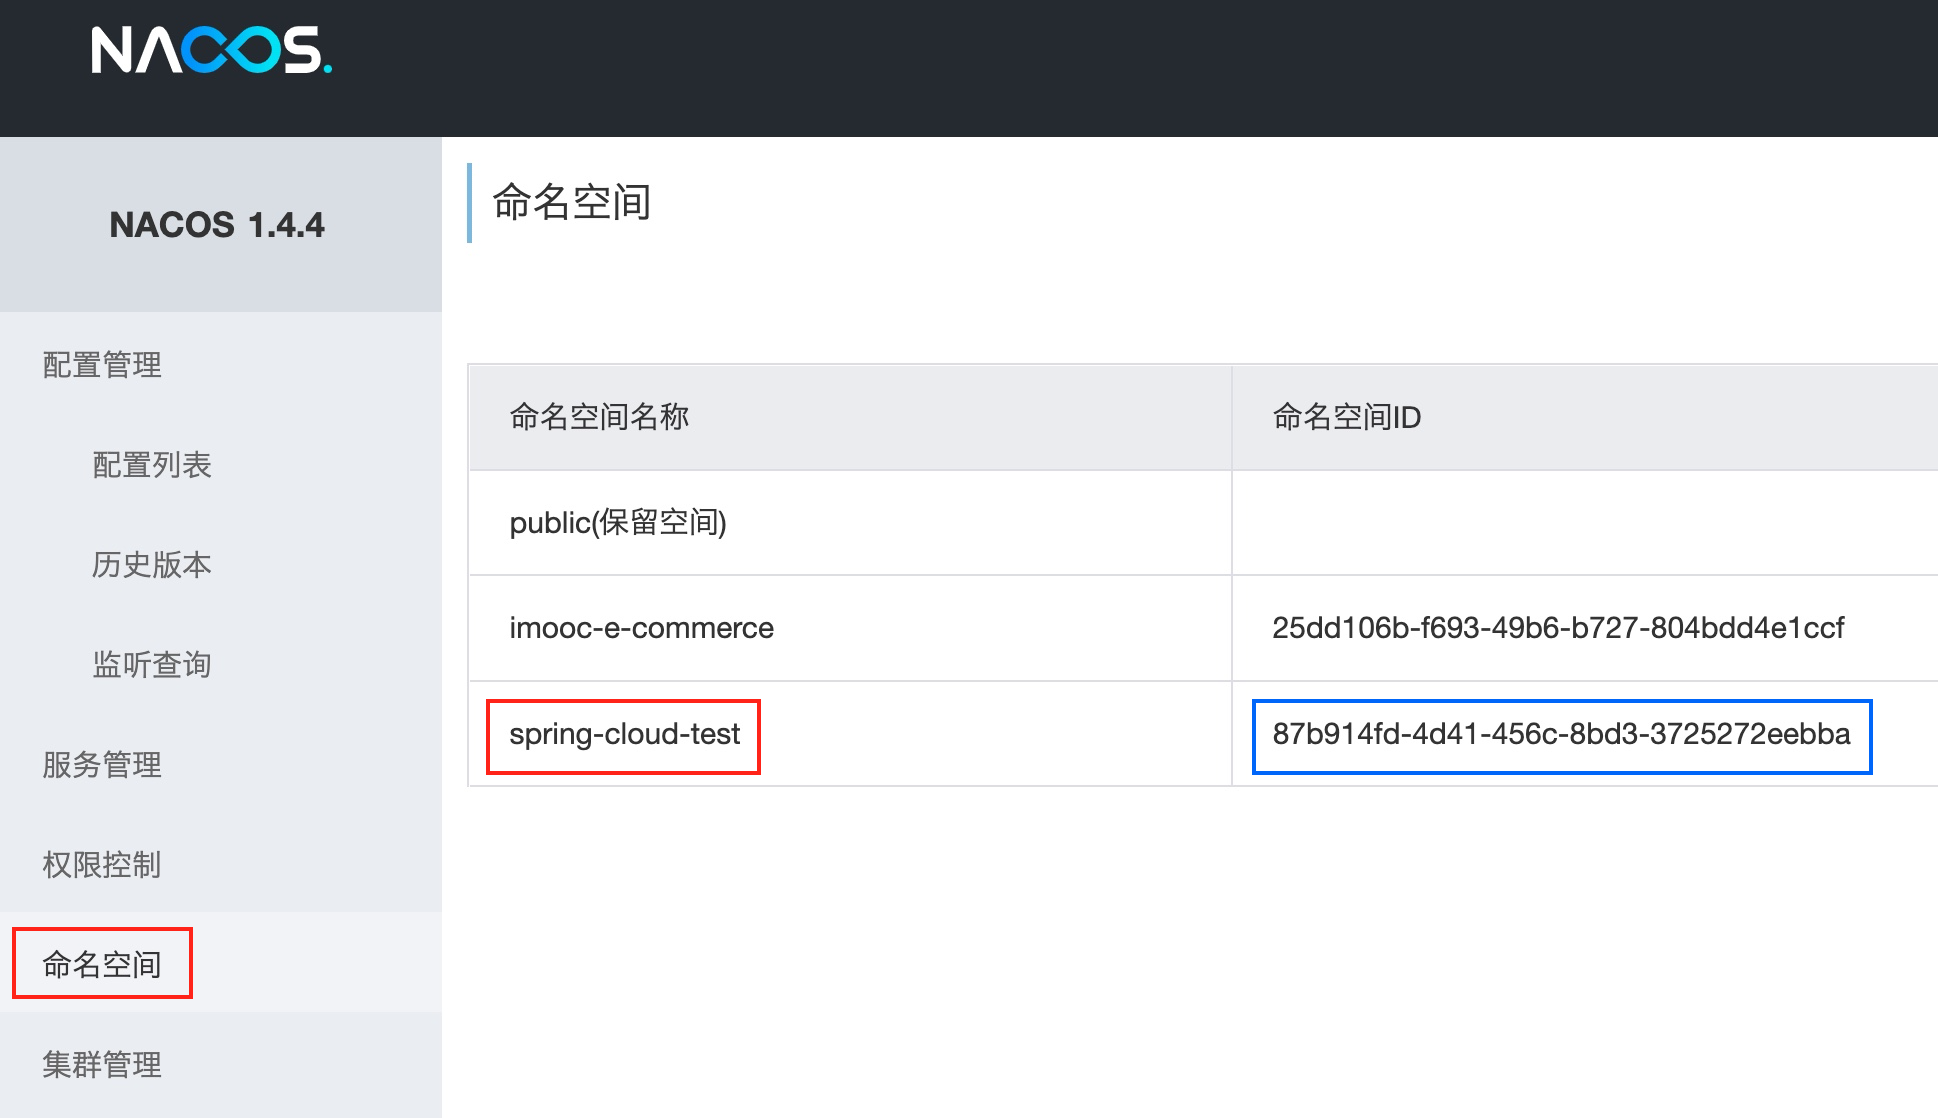 NACOS.
NACOS 1.4.4
配置管理
配置列表
历史版本
监听查询
服务管理
权限控制
命名空间
集群管理
命名空间
命名空间名称 命名空间ID
public(保留空间)
imooc-e-commerce 25dd106b-f693-49b6-b727-804bdd4e1ccf
spring-cloud-test 87b914fd-4d41-456c-8bd3-3725272eebba